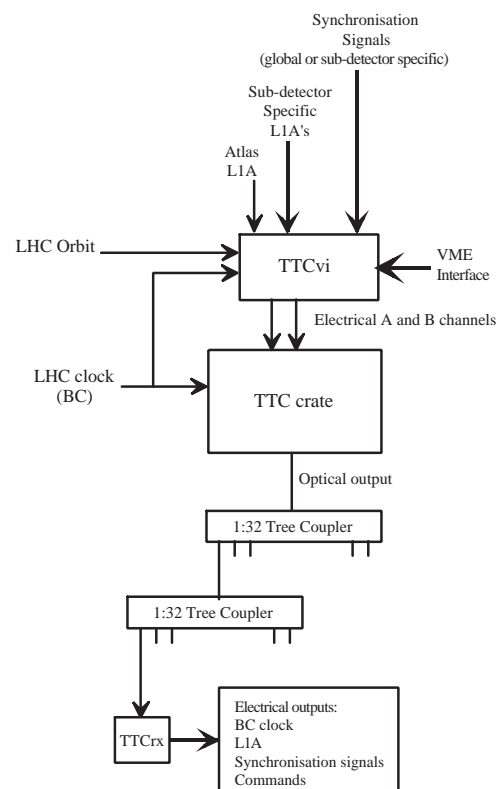 Synchronisation
Signals
(global or sub-detector specific)
Sub-detector
Specific
L1A's
Atlas
L1A
LHC Orbit
TTCvi
VME
Interface
Electrical A and B channels
LHC clock
(BC)
TTC crate
Optical output
1:32 Tree Coupler
1:32 Tree Coupler
TTCrx
Electrical outputs:
BC clock
L1A
Synchronisation signals
Commands